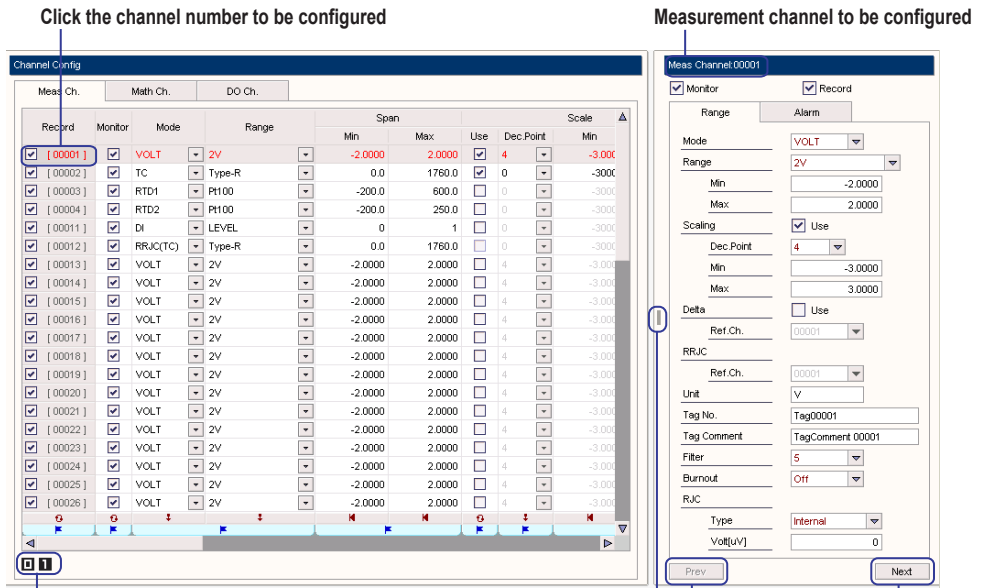 Click the channel number to be configured
Measurement channel to be configured
Channel Config
Meas Ch. Math Ch. DO Ch.
Record Monitor Mode Range Span Scale
Min Max Use Dec.Point Min
[ 00001 ] VOLT 2V -2.0000 2.0000 4 -3.000
[ 00002 ] TC Type-R 0.0 1760.0 0 -3000
[ 00003 ] RTD1 Pt100 -200.0 600.0 0 -3000
[ 00004 ] RTD2 Pt100 -200.0 250.0 0 -3000
[ 00011 ] DI LEVEL 0 1 0 -3000
[ 00012 ] RRJC(TC) Type-R 0.0 1760.0 0 -3000
[ 00013 ] VOLT 2V -2.0000 2.0000 4 -3.000
[ 00014 ] VOLT 2V -2.0000 2.0000 4 -3.000
[ 00015 ] VOLT 2V -2.0000 2.0000 4 -3.000
[ 00016 ] VOLT 2V -2.0000 2.0000 4 -3.000
[ 00017 ] VOLT 2V -2.0000 2.0000 4 -3.000
[ 00018 ] VOLT 2V -2.0000 2.0000 4 -3.000
[ 00019 ] VOLT 2V -2.0000 2.0000 4 -3.000
[ 00020 ] VOLT 2V -2.0000 2.0000 4 -3.000
[ 00021 ] VOLT 2V -2.0000 2.0000 4 -3.000
[ 00022 ] VOLT 2V -2.0000 2.0000 4 -3.000
[ 00023 ] VOLT 2V -2.0000 2.0000 4 -3.000
[ 00024 ] VOLT 2V -2.0000 2.0000 4 -3.000
[ 00025 ] VOLT 2V -2.0000 2.0000 4 -3.000
[ 00026 ] VOLT 2V -2.0000 2.0000 4 -3.000
0 1
Meas Channel:00001
Monitor Record
Range Alarm
Mode VOLT
Range 2V
Min -2.0000
Max 2.0000
Scaling Use
Dec.Point 4
Min -3.0000
Max 3.0000
Delta Use
Ref.Ch. 00001
RRJC
Ref.Ch. 00001
Unit V
Tag No. Tag00001
Tag Comment TagComment 00001
Filter 5
Burnout Off
RJC
Type Internal
Volt[uV] 0
Prev Next